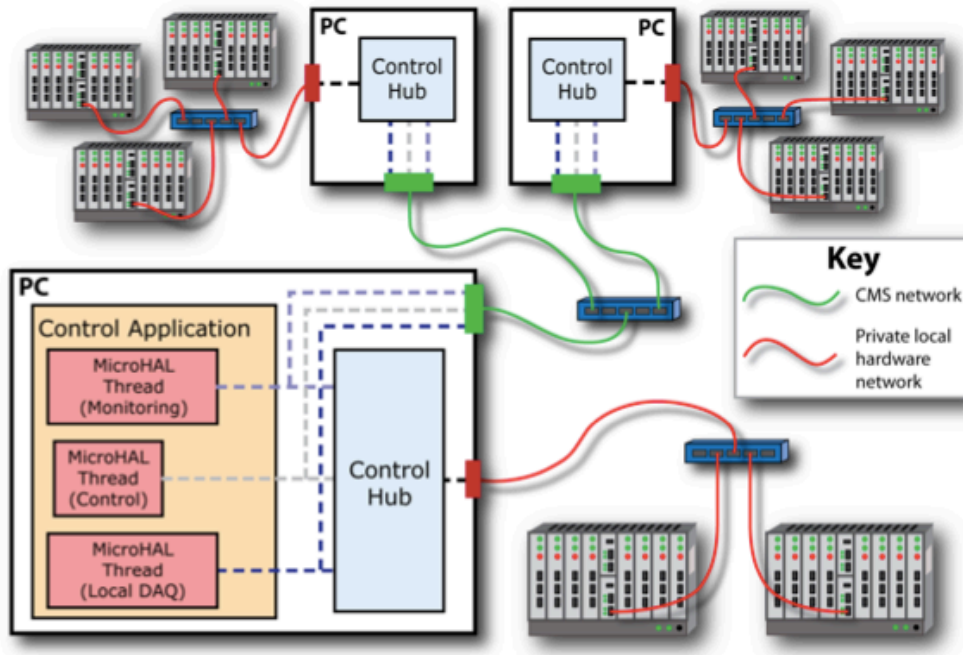 PC
Control
Hub
PC
Control
Hub
Key
CMS network
Private local
hardware
network
PC
Control Application
MicroHAL
Thread
(Monitoring)
MicroHAL
Thread
(Control)
MicroHAL
Thread
(Local DAQ)
Control
Hub